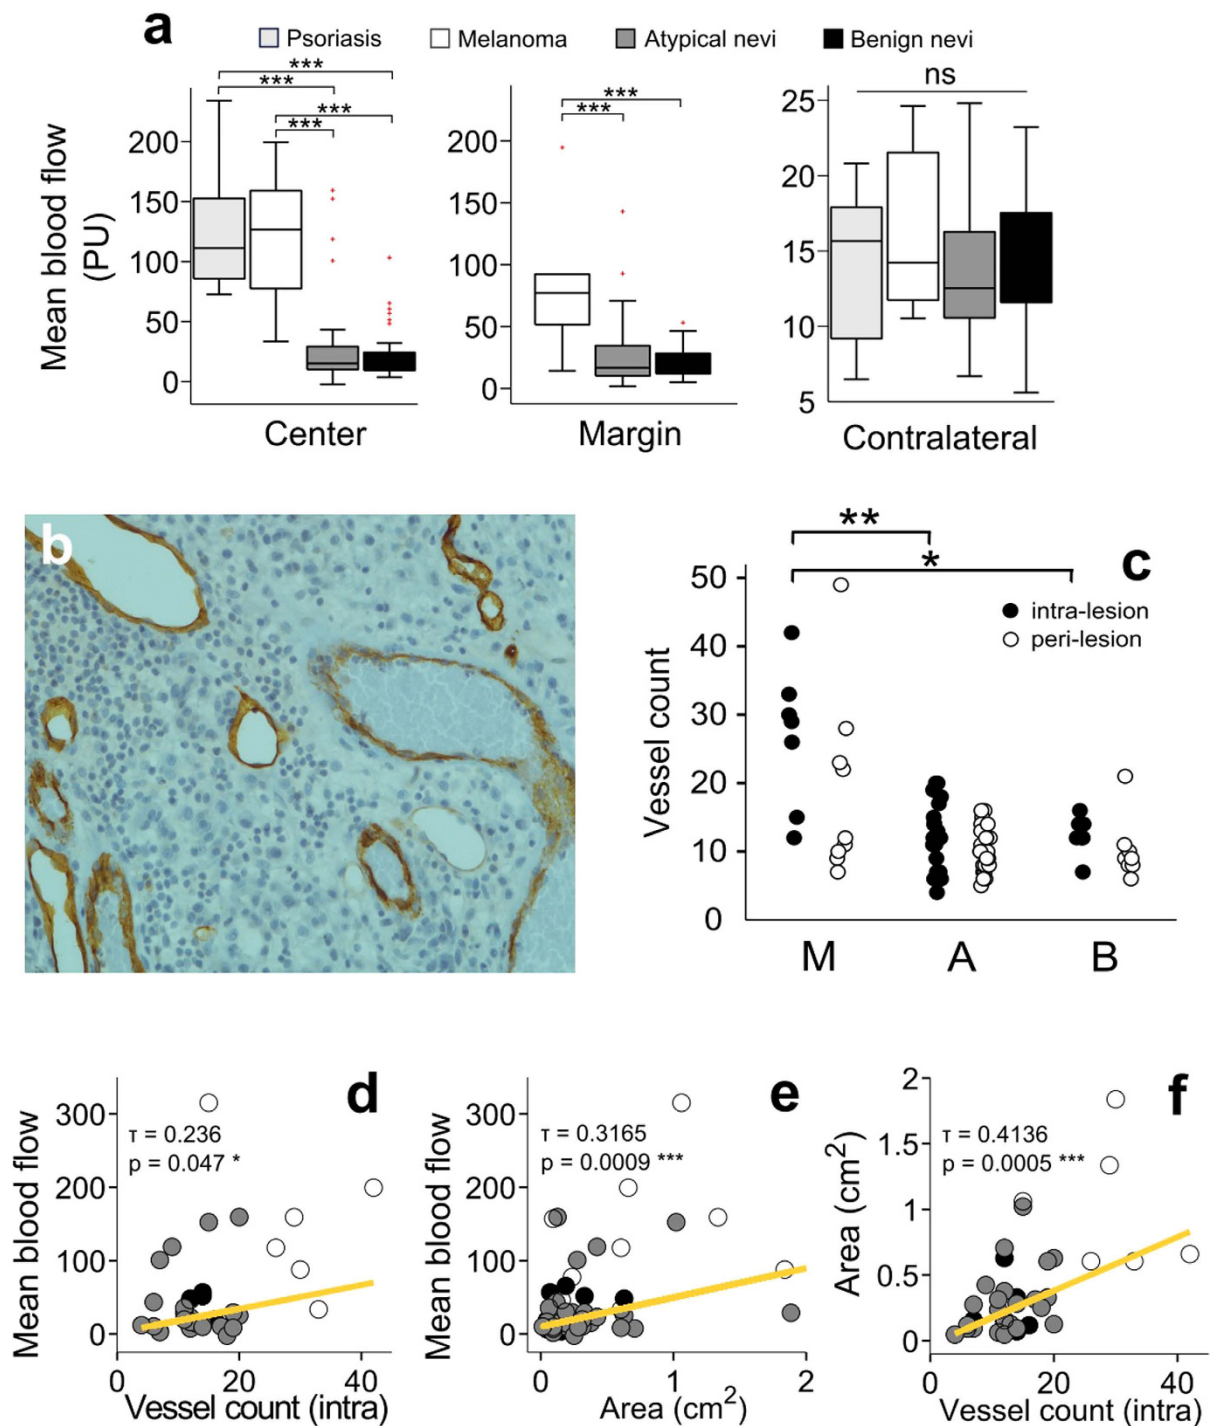 a
Psoriasis Melanoma Atypical nevi Benign nevi
Mean blood flow
(PU)
***
***
***
***
200
150
100
50
0
Center
***
***
200
150
100
50
0
Margin
ns
25
20
15
10
5
Contralateral
b
c
**
*
intra-lesion
peri-lesion
Vessel count
50
40
30
20
10
0
M A B
d
τ = 0.236
p = 0.047 *
Mean blood flow
300
200
100
0
0 20 40
Vessel count (intra)
e
τ = 0.3165
p = 0.0009 ***
Mean blood flow
300
200
100
0
0 1 2
Area (cm²)
f
τ = 0.4136
p = 0.0005 ***
Area (cm²)
2
1.5
1
0.5
0
0 20 40
Vessel count (intra)